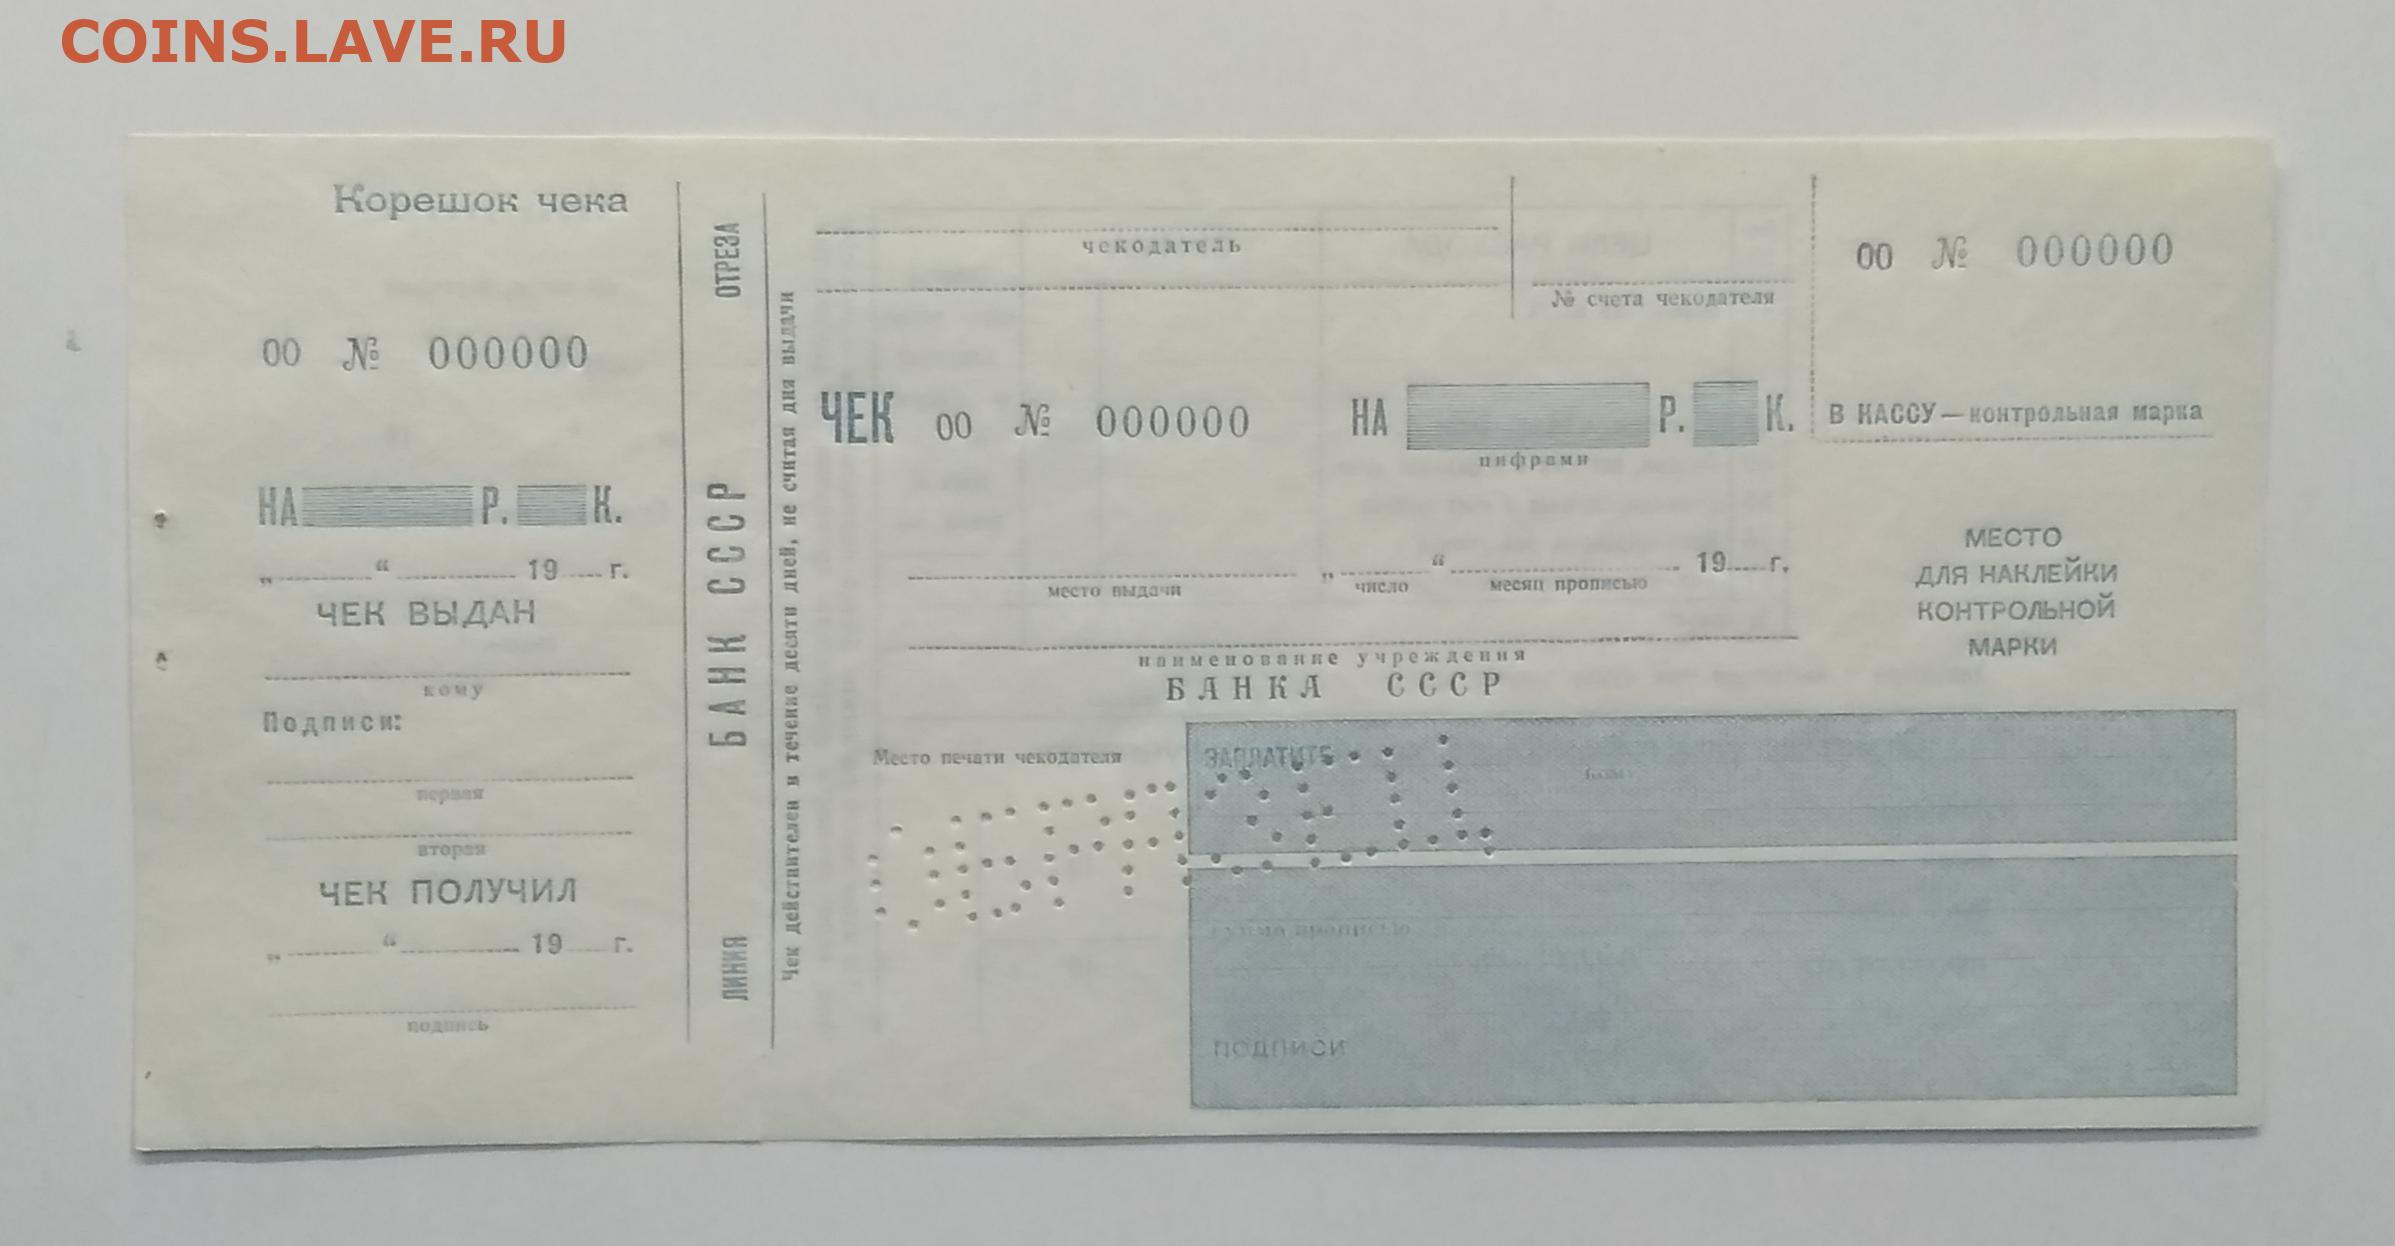 COINS.LAVE.RU
Корешок чека
00 № 000000
НА Р. К.
„ “ 19 г.
ЧЕК ВЫДАН
кому
Подписи:
первая
вторая
ЧЕК ПОЛУЧИЛ
„ “ 19 г.
подпись
ЛИНИЯ БАНК СССР ОТРЕЗА
Чек действителен в течение десяти дней, не считая дня выдачи
чекодатель
№ счета чекодателя
ЧЕК 00 № 000000 НА Р. К.
цифрами
„ “ 19 г.
место выдачи число месяц прописью
наименование учреждения
БАНКА СССР
Место печати чекодателя
ЗАПЛАТИТЕ
кому
ОБРАЗЕЦ
сумма прописью
ПОДПИСИ
00 № 000000
В КАССУ — контрольная марка
МЕСТО
ДЛЯ НАКЛЕЙКИ
КОНТРОЛЬНОЙ
МАРКИ